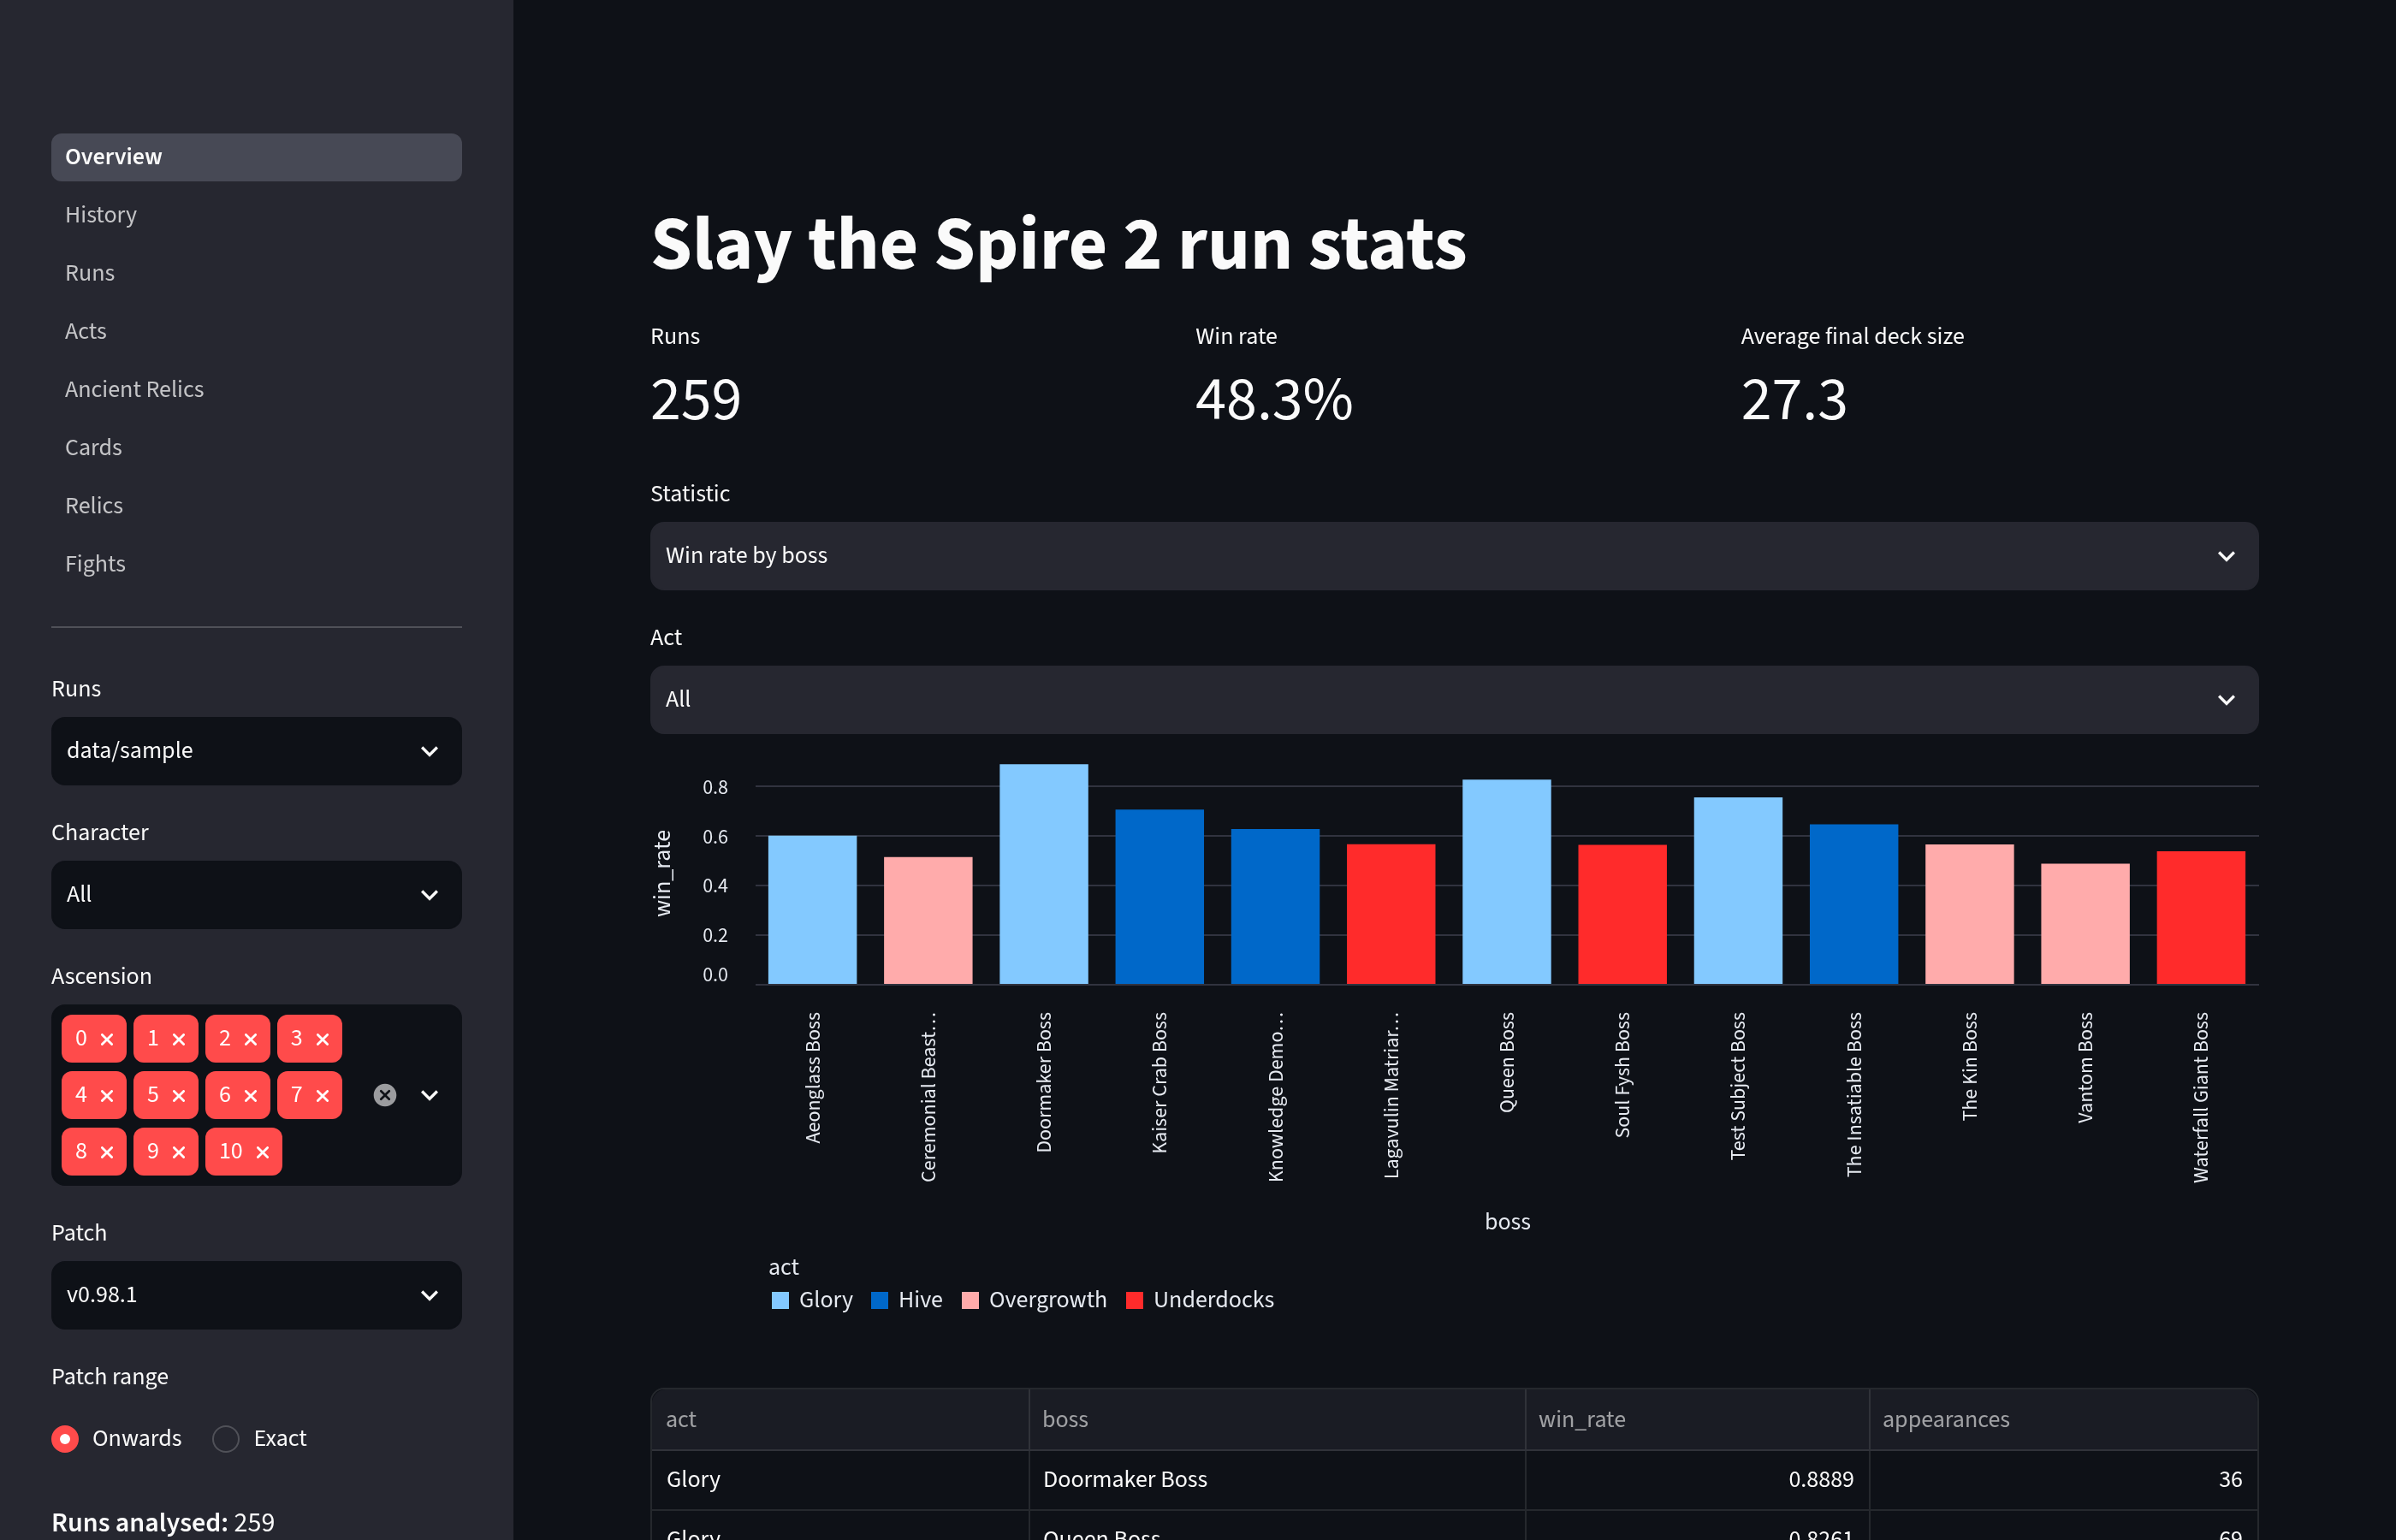 Overview
History
Runs
Acts
Ancient Relics
Cards
Relics
Fights
Runs
data/sample
Character
All
Ascension
0 1 2 3
4 5 6 7
8 9 10
Patch
v0.98.1
Patch range
Onwards Exact
Runs analysed: 259
Slay the Spire 2 run stats
Runs Win rate Average final deck size
259 48.3% 27.3
Statistic
Win rate by boss
Act
All
win_rate
0.8
0.6
0.4
0.2
0.0
Aeonglass Boss
Ceremonial Beast…
Doormaker Boss
Kaiser Crab Boss
Knowledge Demo…
Lagavulin Matriar…
Queen Boss
Soul Fysh Boss
Test Subject Boss
The Insatiable Boss
The Kin Boss
Vantom Boss
Waterfall Giant Boss
boss
act
Glory Hive Overgrowth Underdocks
act boss win_rate appearances
Glory Doormaker Boss 0.8889 36
Glory Queen Boss 0.8261 69